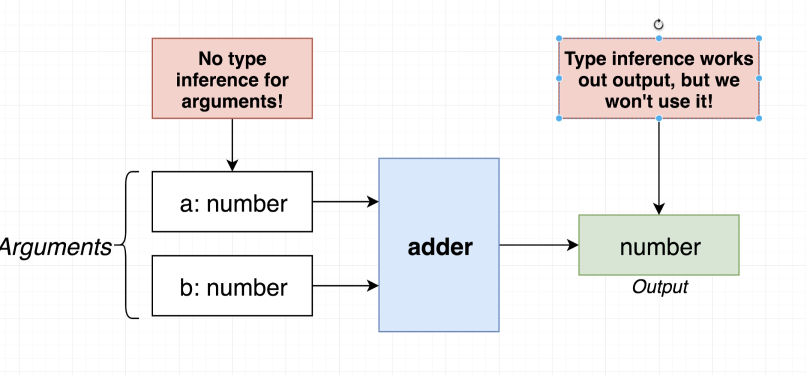 No type
inference for
arguments!
Type inference works
out output, but we
won't use it!
Arguments
a: number
b: number
adder
number
Output